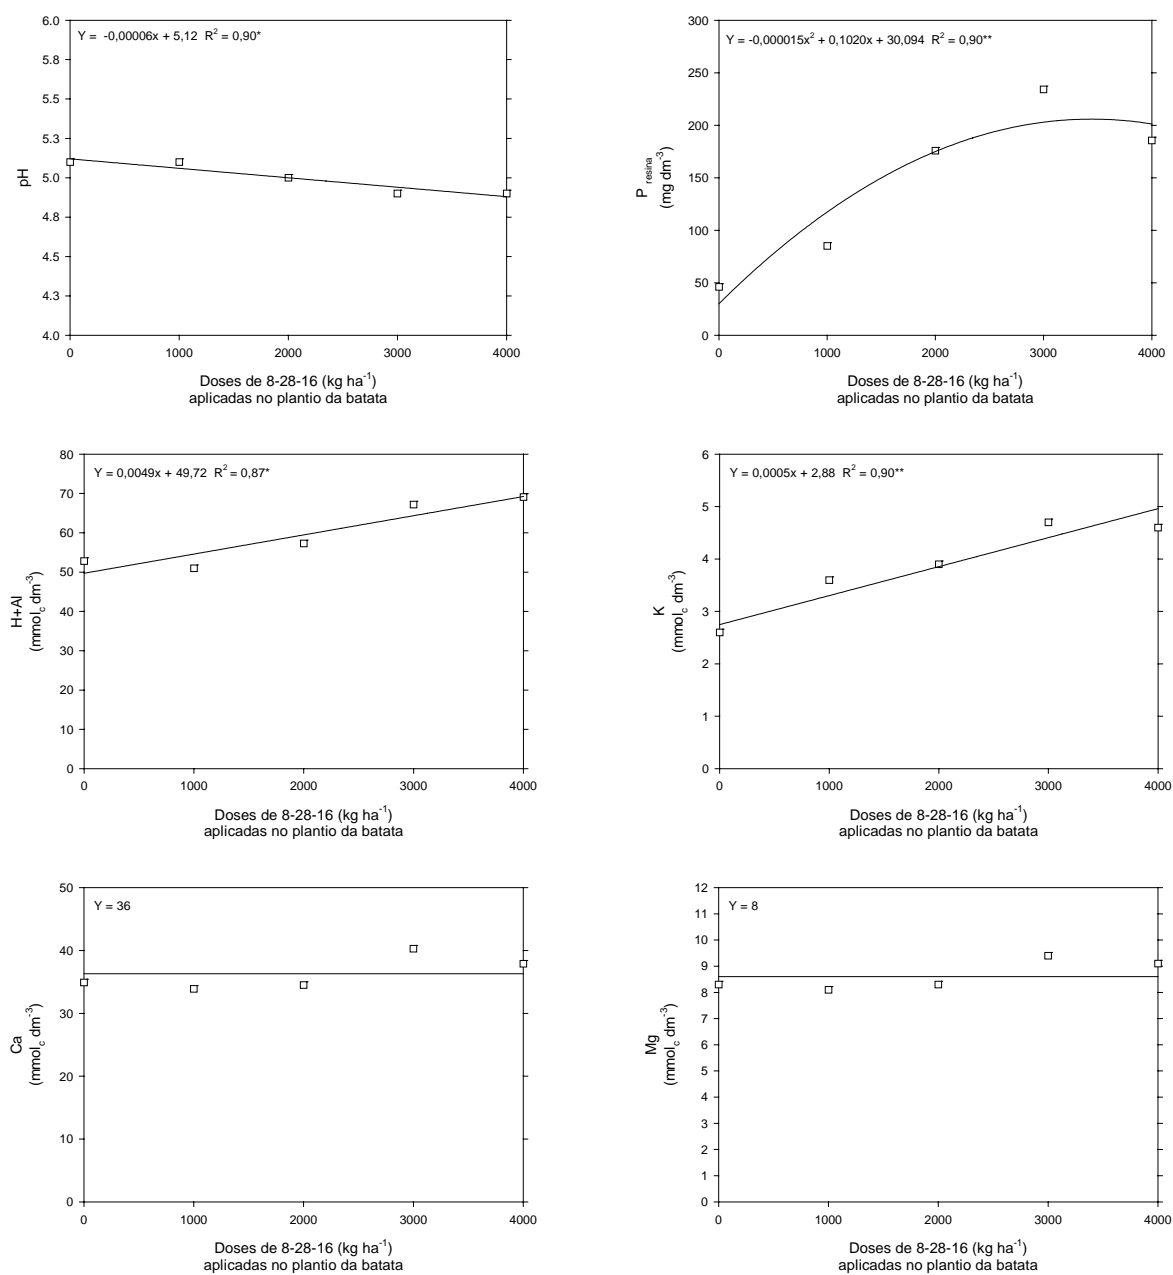 Y = -0,00006x + 5,12 R² = 0,90*
6.0
5.8
5.5
5.3
5.0
4.8
4.5
4.3
4.0
pH
0 1000 2000 3000 4000
Doses de 8-28-16 (kg ha⁻¹)
aplicadas no plantio da batata
Y = -0,000015x² + 0,1020x + 30,094 R² = 0,90**
300
250
200
150
100
50
0
P resina
(mg dm⁻³)
0 1000 2000 3000 4000
Doses de 8-28-16 (kg ha⁻¹)
aplicadas no plantio da batata
Y = 0,0049x + 49,72 R² = 0,87*
80
70
60
50
40
30
20
10
0
H+Al
(mmol_c dm⁻³)
0 1000 2000 3000 4000
Doses de 8-28-16 (kg ha⁻¹)
aplicadas no plantio da batata
Y = 0,0005x + 2,88 R² = 0,90**
6
5
4
3
2
1
0
K
(mmol_c dm⁻³)
0 1000 2000 3000 4000
Doses de 8-28-16 (kg ha⁻¹)
aplicadas no plantio da batata
Y = 36
50
40
30
20
10
0
Ca
(mmol_c dm⁻³)
0 1000 2000 3000 4000
Doses de 8-28-16 (kg ha⁻¹)
aplicadas no plantio da batata
Y = 8
12
11
10
9
8
7
6
5
4
3
2
1
0
Mg
(mmol_c dm⁻³)
0 1000 2000 3000 4000
Doses de 8-28-16 (kg ha⁻¹)
aplicadas no plantio da batata